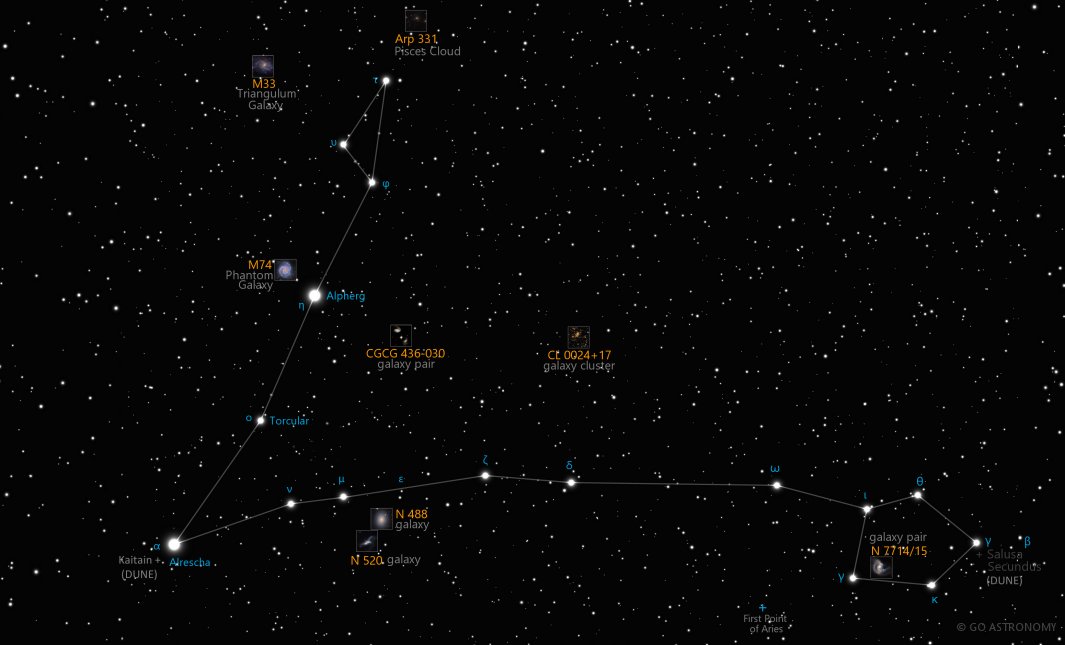 Arp 331
Pisces Cloud
M33
Triangulum
Galaxy
τ
υ
φ
M74
Phantom
Galaxy
η
Alpherg
CGCG 436-030
galaxy pair
CL 0024+17
galaxy cluster
ο
Torcular
ζ
δ
ω
μ
ε
ν
ι
θ
N 488
galaxy
N 520
galaxy
α
Alrescha
Kaitain +
(DUNE)
galaxy pair
N 7714/15
γ
β
+ Salusa
Secundus
(DUNE)
γ
κ
+
First Point
of Aries
© GO ASTRONOMY